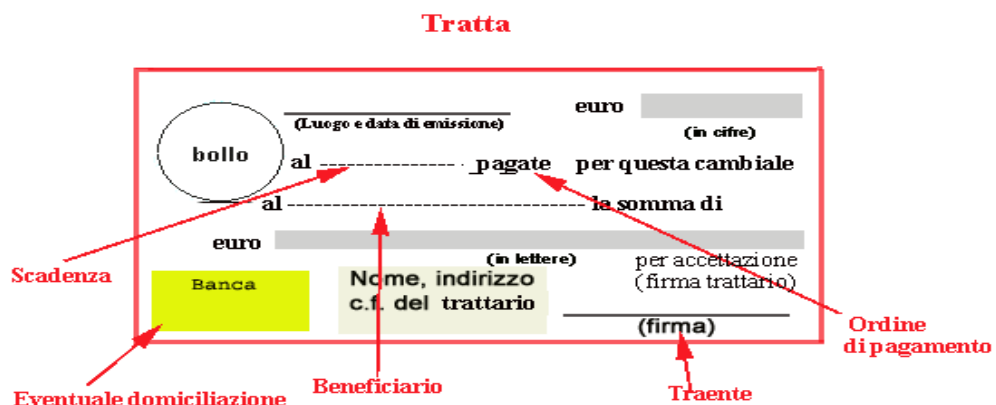 Tratta
euro
(Luogo e data di emissione)
(in cifre)
bollo
al pagate per questa cambiale
al la somma di
euro
(in lettere)
Scadenza
per accettazione
(firma trattario)
Banca
Nome, indirizzo
c.f. del trattario
(firma)
Ordine
di pagamento
Eventuale domiciliazione
Beneficiario
Traente